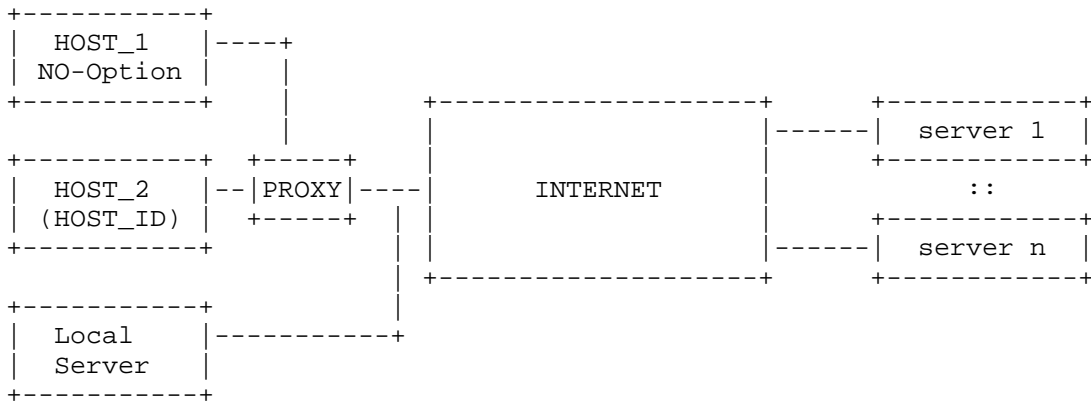 HOST_1
NO-Option
server 1
HOST_2
PROXY
INTERNET
::
(HOST_ID)
server n
Local
Server